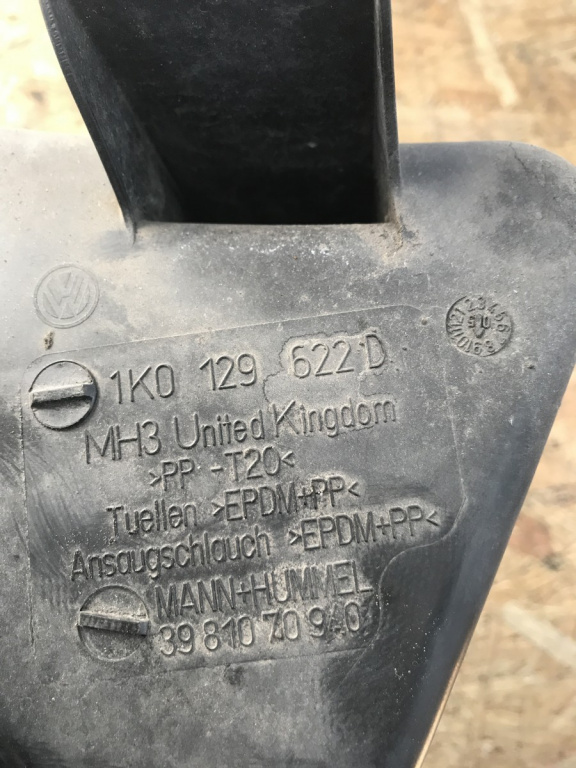 1K0 129 622 D
MH3 United Kingdom
>PP -T20<
Tuellen >EPDM+PP<
Ansaugschlauch >EPDM+PP<
MANN+HUMMEL
39 810 70 9A0